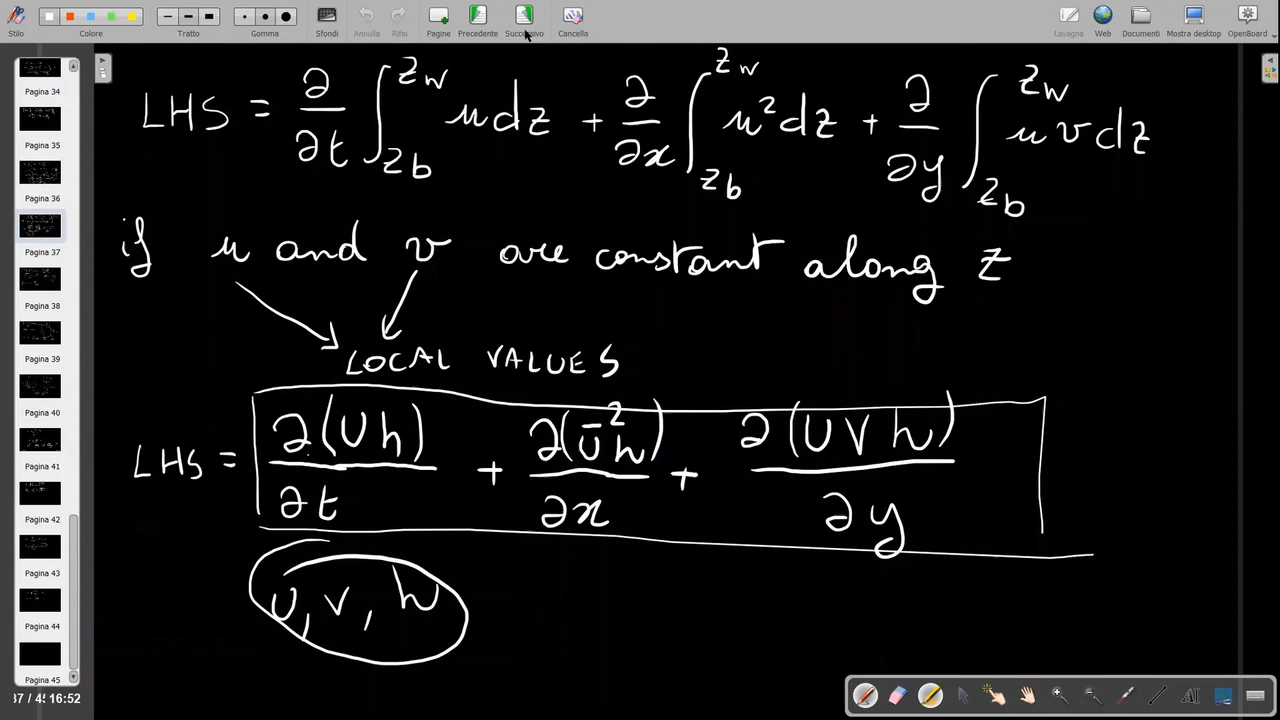 Stilo Colore Tratto Gomma Sfondi Annulla Rifai Pagine Precedente Successivo Cancella Lavagna Web Documenti Mostra desktop OpenBoard
Pagina 34
Pagina 35
Pagina 36
Pagina 37
Pagina 38
Pagina 39
Pagina 40
Pagina 41
Pagina 42
Pagina 43
Pagina 44
Pagina 45
16:52
LHS = ∂/∂t ∫_{zb}^{zw} u dz + ∂/∂x ∫_{zb}^{zw} u² dz + ∂/∂y ∫_{zb}^{zw} u v dz
if u and v are constant along z
LOCAL VALUES
LHS = ∂(Uh)/∂t + ∂(U²h)/∂x + ∂(UVh)/∂y
U, V, h